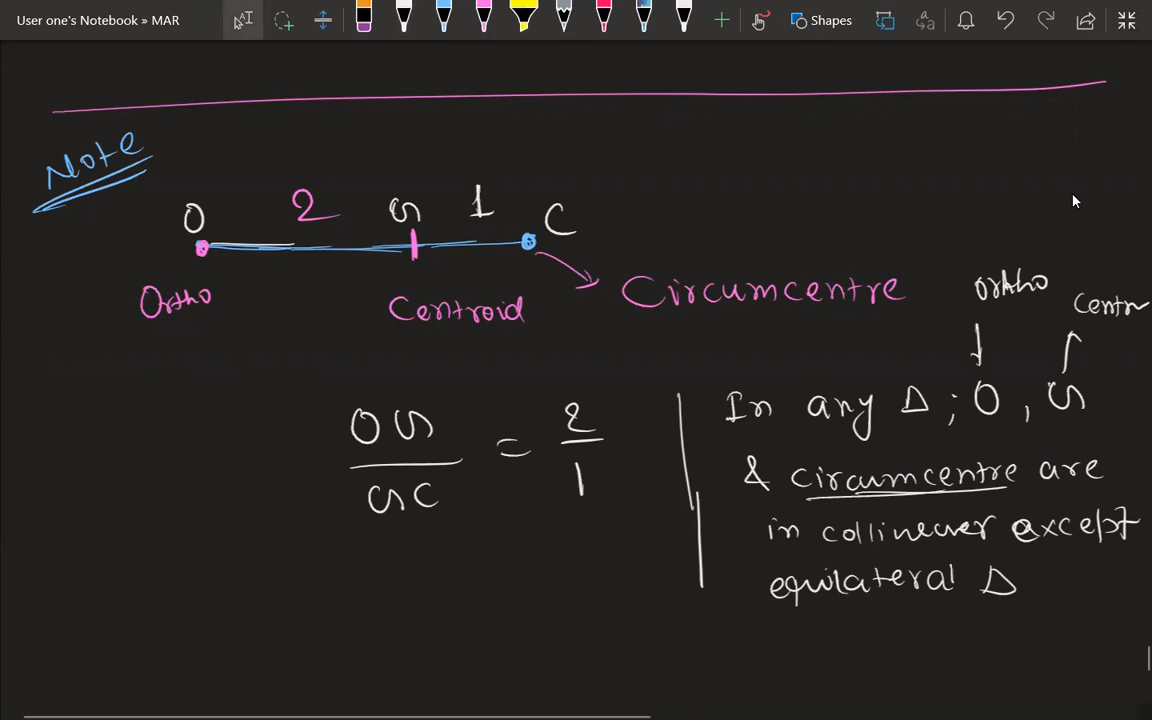 User one's Notebook » MAR
Shapes
Note
O 2 G 1 C
Ortho Centroid Circumcentre
Ortho
Centr
OG / GC = 2 / 1
In any Δ; O, G
& circumcentre are
in collinear except
equilateral Δ